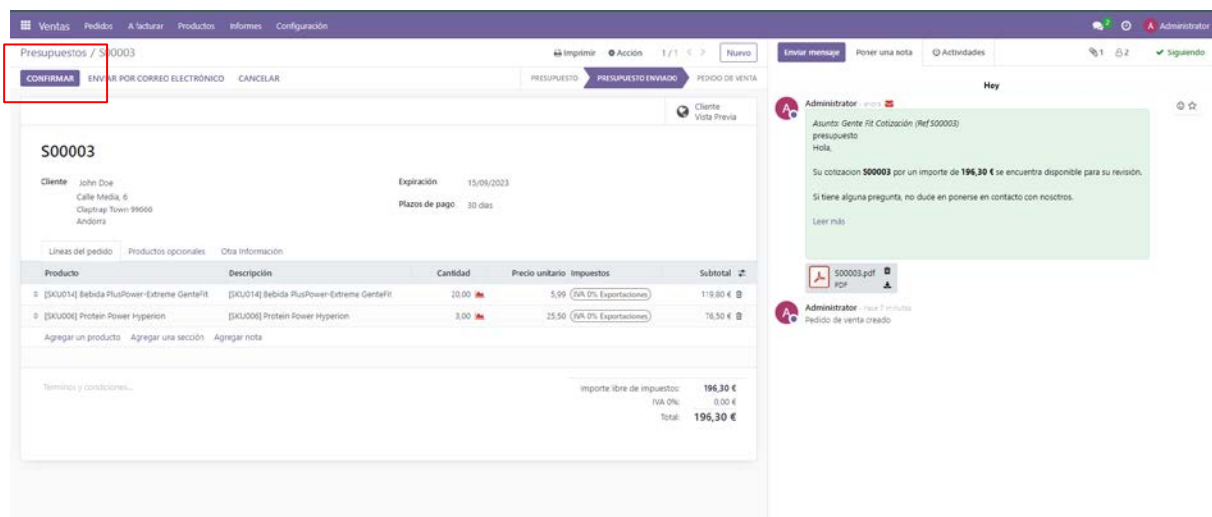 Ventas Pedidos A facturar Productos Informes Configuración 2 A Administrator
Presupuestos / S00003 Imprimir Acción 1 / 1 Nuevo
CONFIRMAR ENVIAR POR CORREO ELECTRÓNICO CANCELAR PRESUPUESTO PRESUPUESTO ENVIADO PEDIDO DE VENTA
Cliente
Vista Previa
S00003
Cliente John Doe Expiración 15/09/2023
Calle Media, 6
Claptrap Town 99000 Plazos de pago 30 días
Andorra
Líneas del pedido Productos opcionales Otra Información
Producto Descripción Cantidad Precio unitario Impuestos Subtotal
[SKU014] Bebida PlusPower-Extreme GenteFit [SKU014] Bebida PlusPower-Extreme GenteFit 20,00 5,99 IVA 0% Exportaciones 119,80 €
[SKU006] Protein Power Hyperion [SKU006] Protein Power Hyperion 3,00 25,50 IVA 0% Exportaciones 76,50 €
Agregar un producto Agregar una sección Agregar nota
Términos y condiciones...
Importe libre de impuestos: 196,30 €
IVA 0%: 0,00 €
Total: 196,30 €
Enviar mensaje Poner una nota Actividades 1 2 Siguiendo
Hoy
Administrator - ahora
Asunto: Gente Fit Cotización (Ref S00003)
presupuesto
Hola,
Su cotizacion S00003 por un importe de 196,30 € se encuentra disponible para su revisión.
Si tiene alguna pregunta, no dude en ponerse en contacto con nosotros.
Leer más
S00003.pdf
PDF
Administrator - Hace 7 minutos
Pedido de venta creado